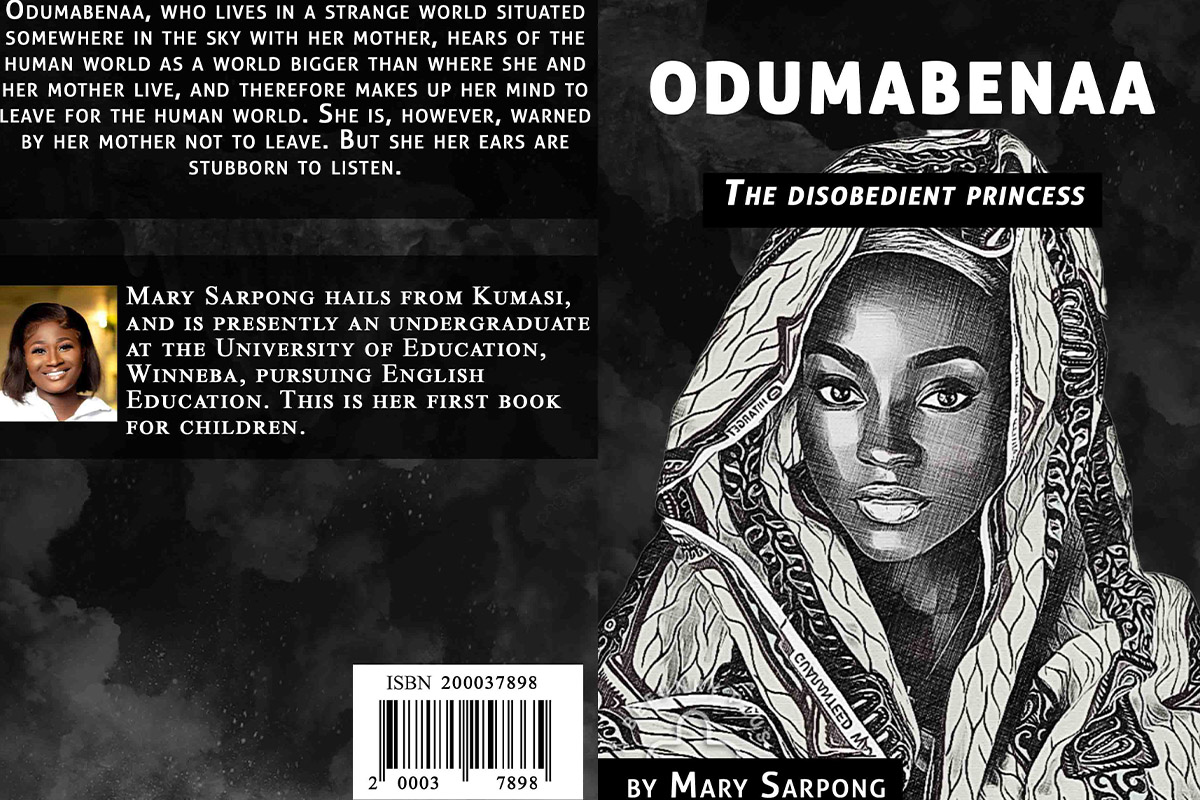 Odumabenaa, who lives in a strange world situated
somewhere in the sky with her mother, hears of the
human world as a world bigger than where she and
her mother live, and therefore makes up her mind to
leave for the human world. She is, however, warned
by her mother not to leave. But she her ears are
stubborn to listen.
Mary Sarpong hails from Kumasi,
and is presently an undergraduate
at the University of Education,
Winneba, pursuing English
Education. This is her first book
for children.
ISBN 200037898
2 0003 7898
ODUMABENAA
The disobedient princess
by Mary Sarpong